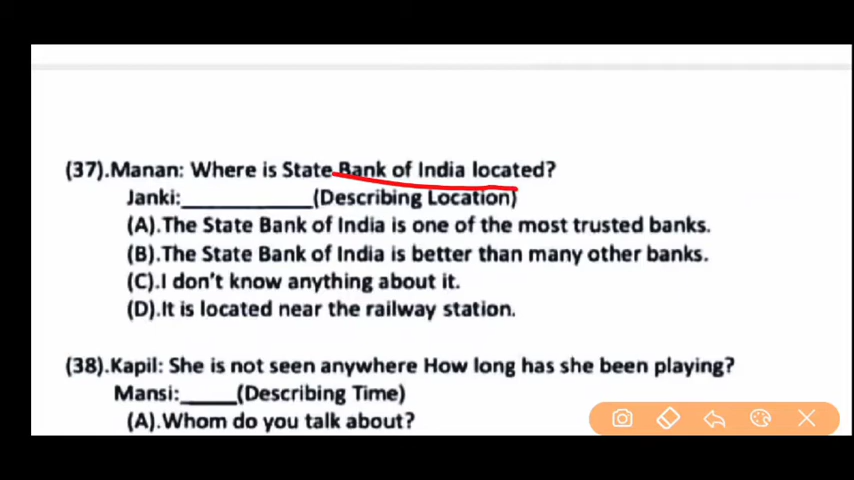 (37).Manan: Where is State Bank of India located?
Janki:____________(Describing Location)
(A).The State Bank of India is one of the most trusted banks.
(B).The State Bank of India is better than many other banks.
(C).I don't know anything about it.
(D).It is located near the railway station.
(38).Kapil: She is not seen anywhere How long has she been playing?
Mansi:_____(Describing Time)
(A).Whom do you talk about?